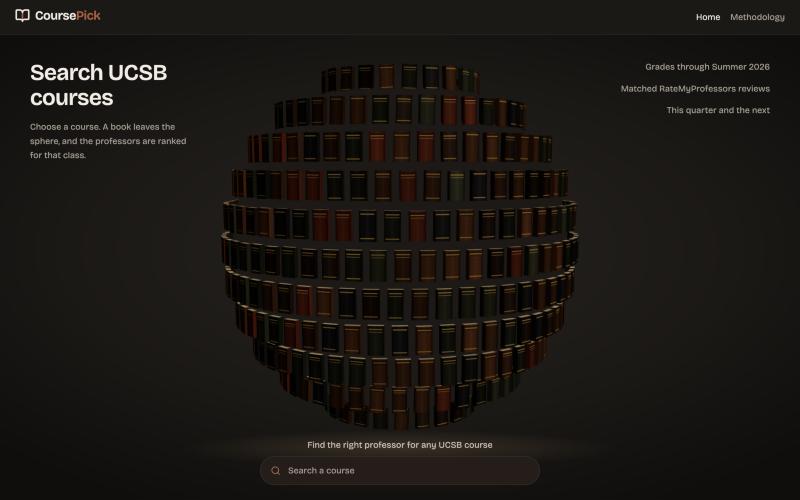 CoursePick
Home
Methodology
Search UCSB
courses
Choose a course. A book leaves the
sphere, and the professors are ranked
for that class.
Grades through Summer 2026
Matched RateMyProfessors reviews
This quarter and the next
Find the right professor for any UCSB course
Search a course